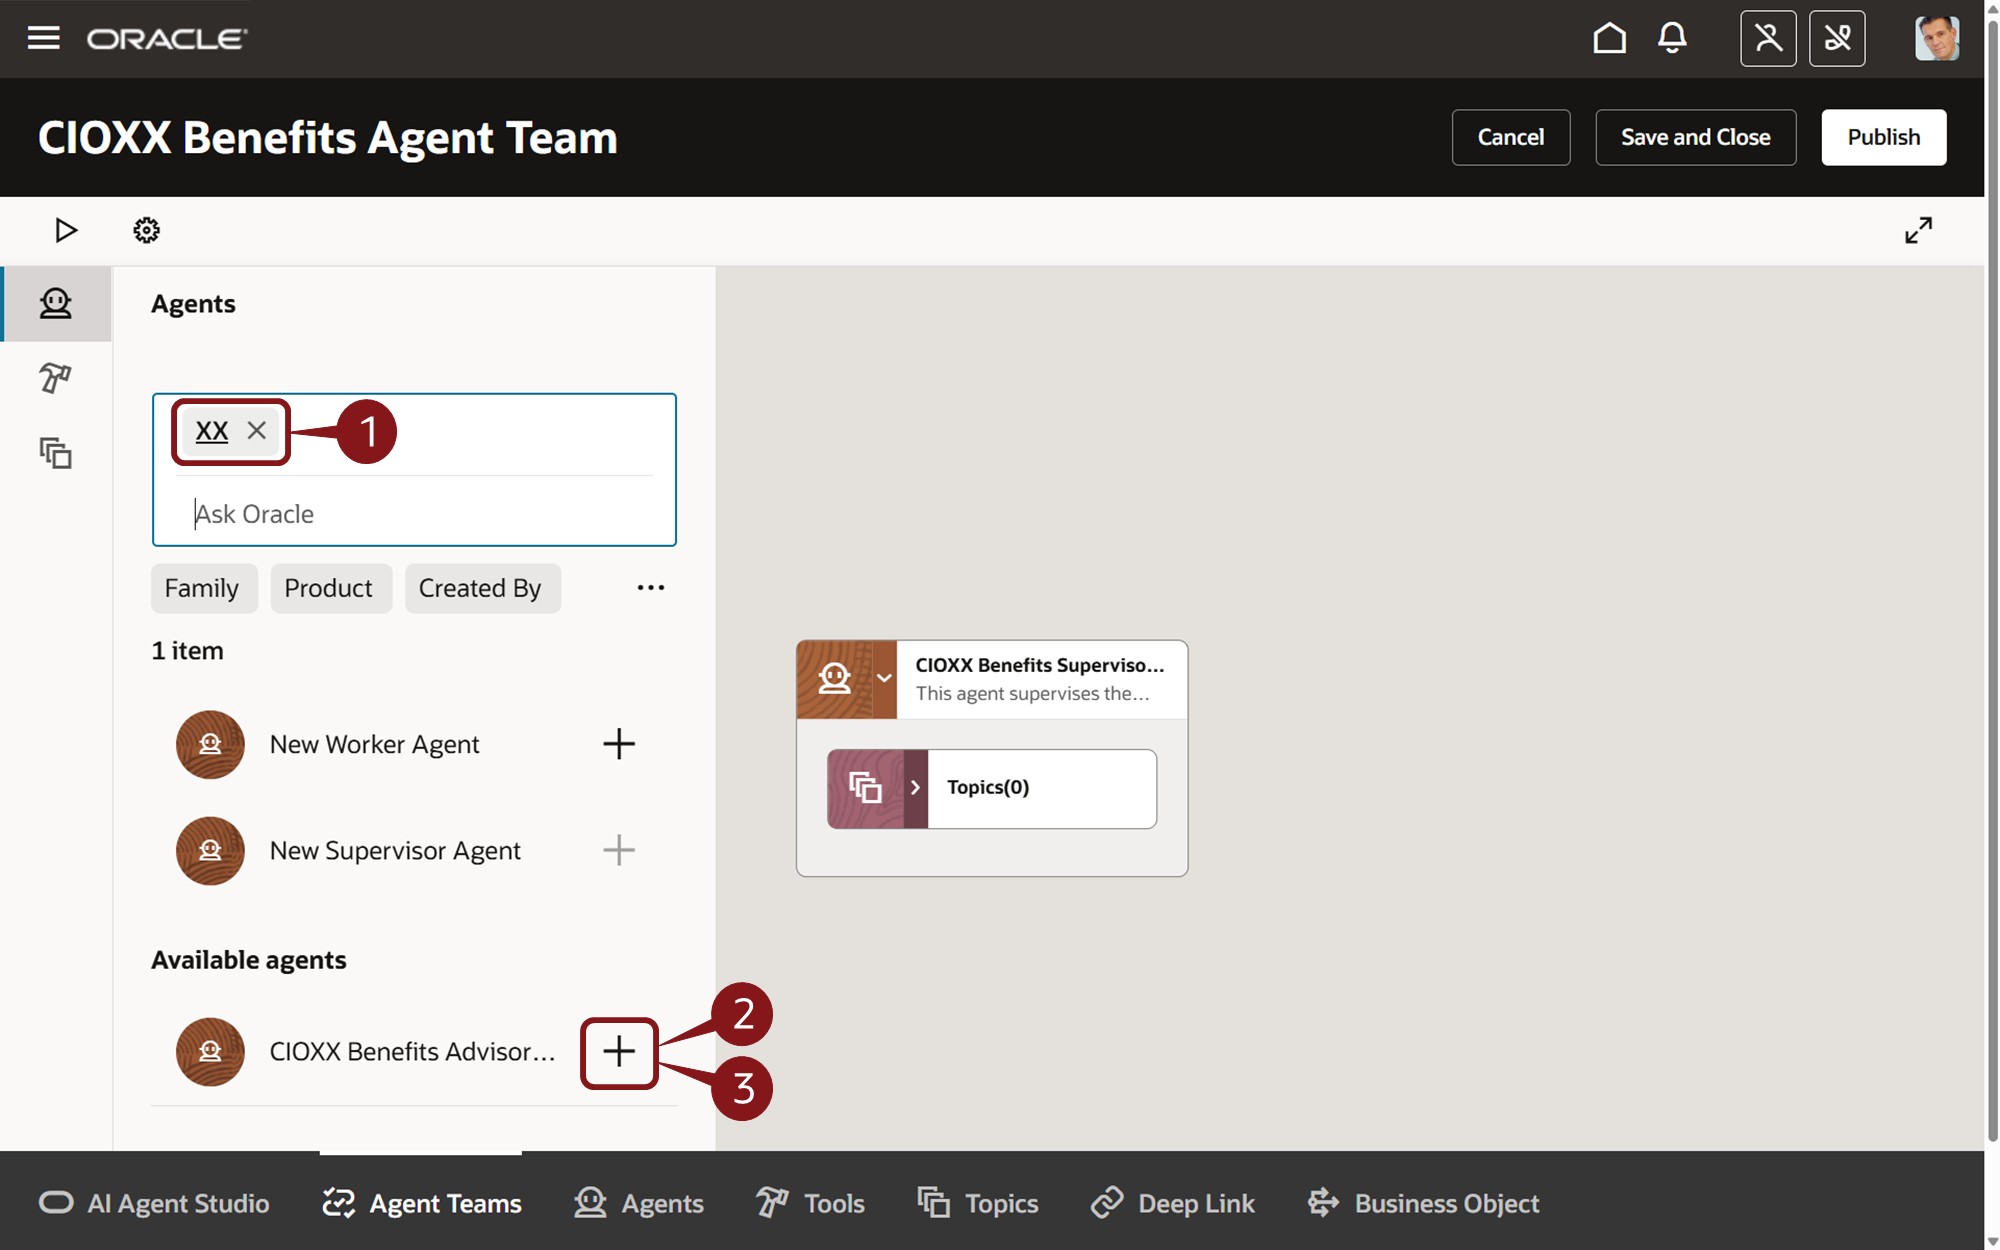 ORACLE
CIOXX Benefits Agent Team
Cancel
Save and Close
Publish
Agents
XX
1
Ask Oracle
Family
Product
Created By
...
1 item
New Worker Agent
New Supervisor Agent
Available agents
CIOXX Benefits Advisor...
2
3
CIOXX Benefits Superviso...
This agent supervises the...
Topics(0)
AI Agent Studio
Agent Teams
Agents
Tools
Topics
Deep Link
Business Object